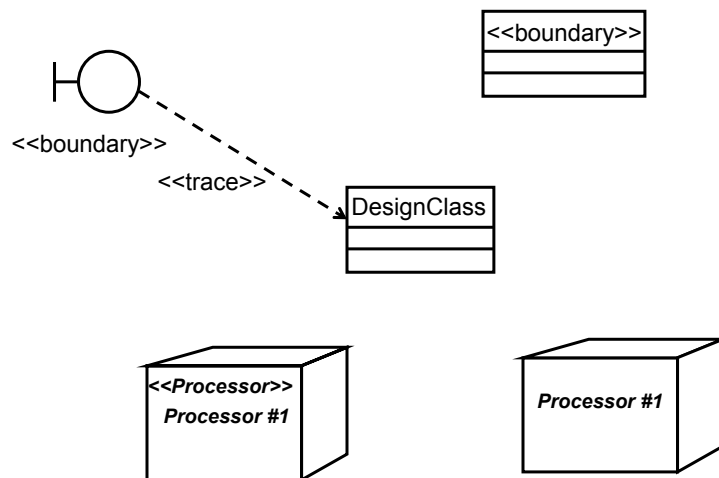 <<boundary>>
<<boundary>>
<<trace>>
DesignClass
<<Processor>>
Processor #1
Processor #1